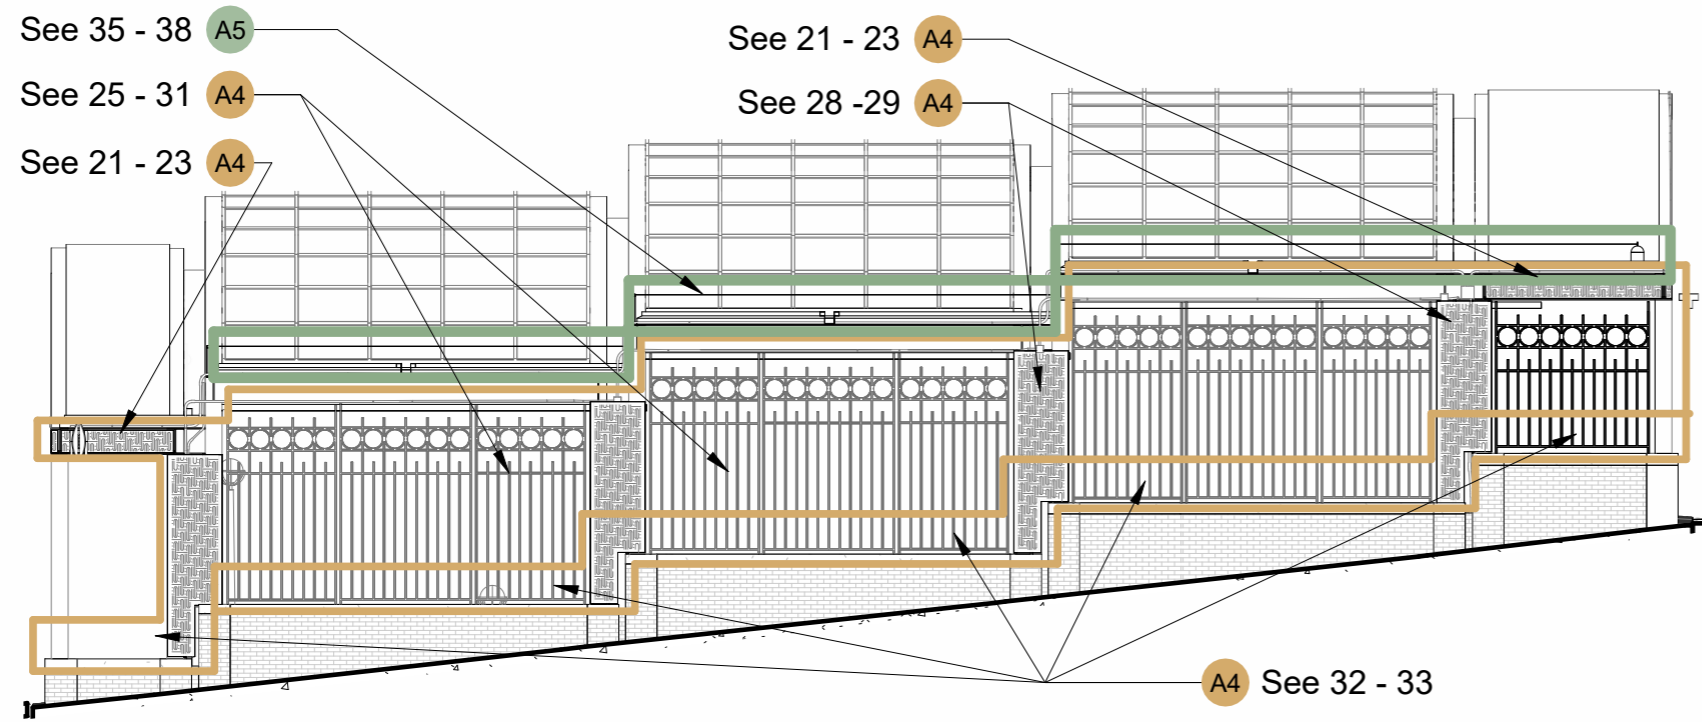 See 35 - 38 A5
See 25 - 31 A4
See 21 - 23 A4
See 21 - 23 A4
See 28 -29 A4
A4 See 32 - 33